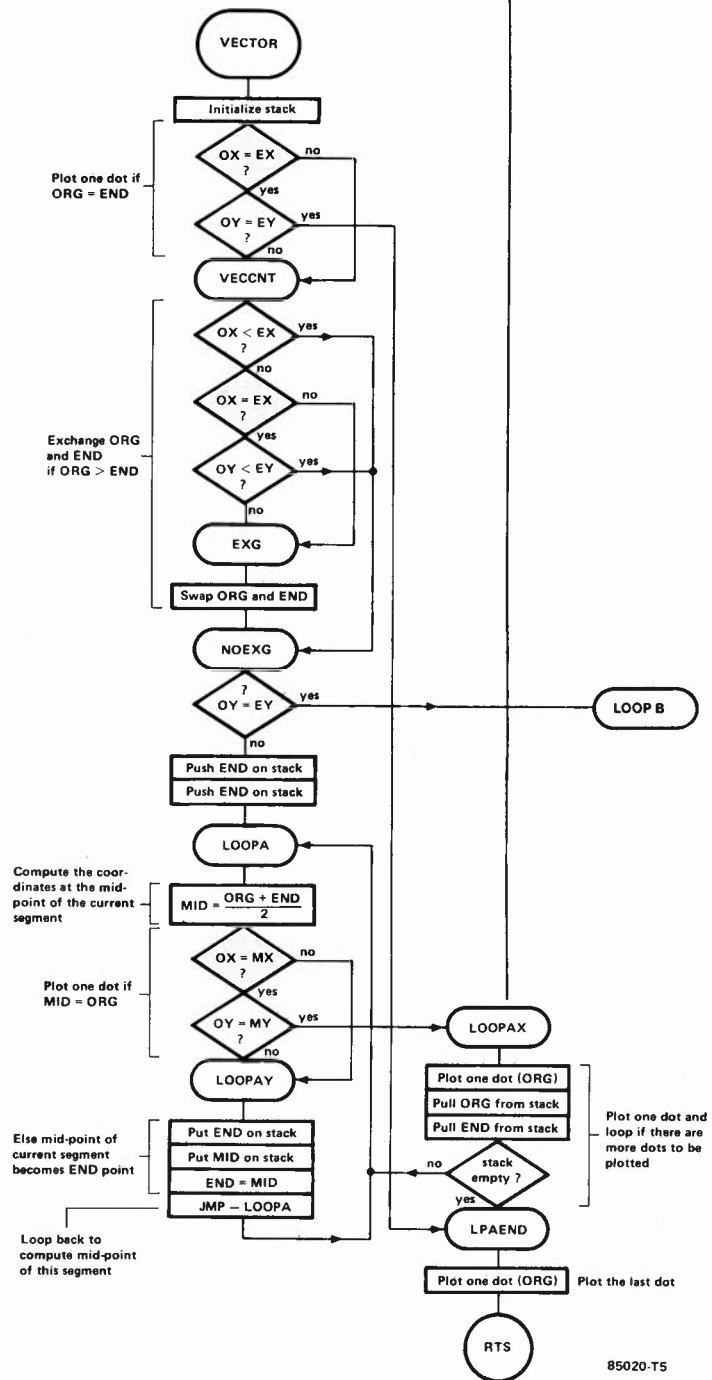 VECTOR
Initialize stack
Plot one dot if
ORG = END
OX = EX
?
no
yes
OY = EY
?
yes
no
VECCNT
Exchange ORG
and END
if ORG > END
OX < EX
?
yes
no
OX = EX
?
no
yes
OY < EY
?
yes
no
EXG
Swap ORG and END
NOEXG
?
OY = EY
yes
no
LOOP B
Push END on stack
Push END on stack
LOOPA
Compute the coor-
dinates at the mid-
point of the current
segment
MID = ORG + END
2
Plot one dot if
MID = ORG
OX = MX
?
no
yes
OY = MY
?
yes
no
LOOPAY
Else mid-point of
current segment
becomes END point
Put END on stack
Put MID on stack
END = MID
JMP – LOOPA
Loop back to
compute mid-point
of this segment
LOOPAX
Plot one dot (ORG)
Pull ORG from stack
Pull END from stack
stack
empty ?
no
yes
Plot one dot and
loop if there are
more dots to be
plotted
LPAEND
Plot one dot (ORG)
Plot the last dot
RTS
85020-T5